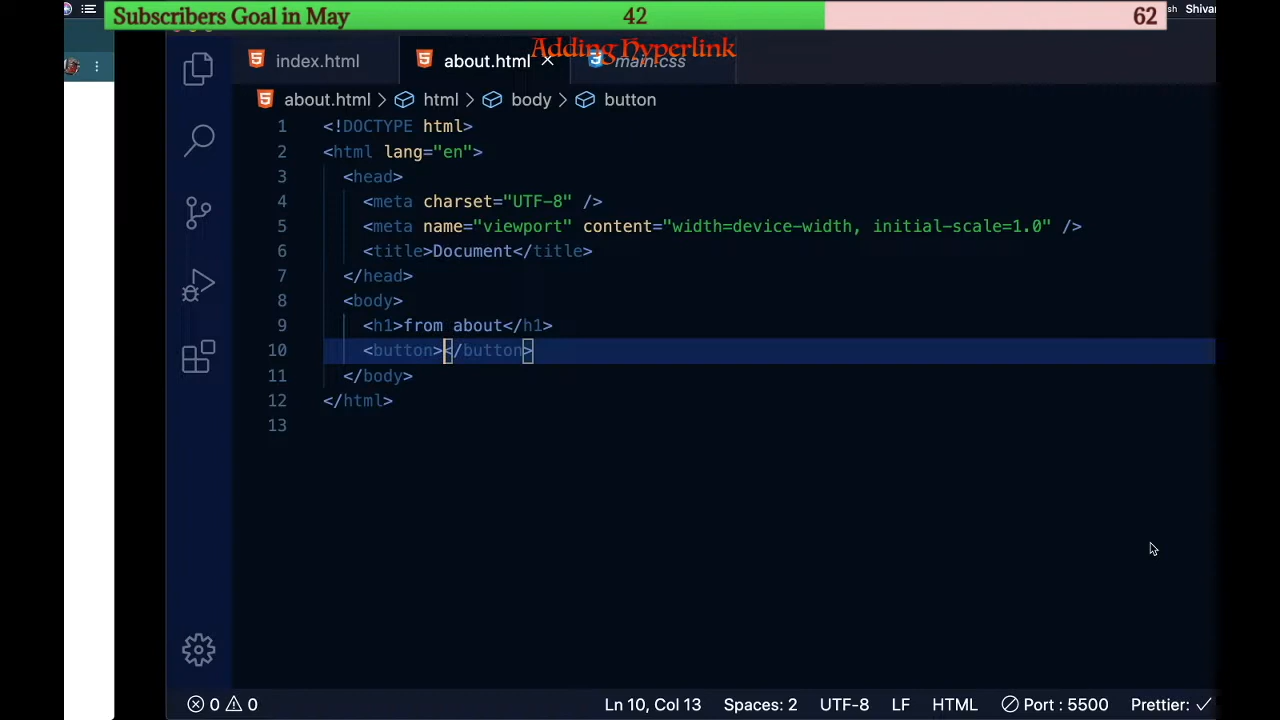 Subscribers Goal in May 42 62
sh Shivar
Adding Hyperlink
index.html about.html main.css
about.html html body button
1 <!DOCTYPE html>
2 <html lang="en">
3 <head>
4 <meta charset="UTF-8" />
5 <meta name="viewport" content="width=device-width, initial-scale=1.0" />
6 <title>Document</title>
7 </head>
8 <body>
9 <h1>from about</h1>
10 <button></button>
11 </body>
12 </html>
13
0 0 Ln 10, Col 13 Spaces: 2 UTF-8 LF HTML Port : 5500 Prettier: